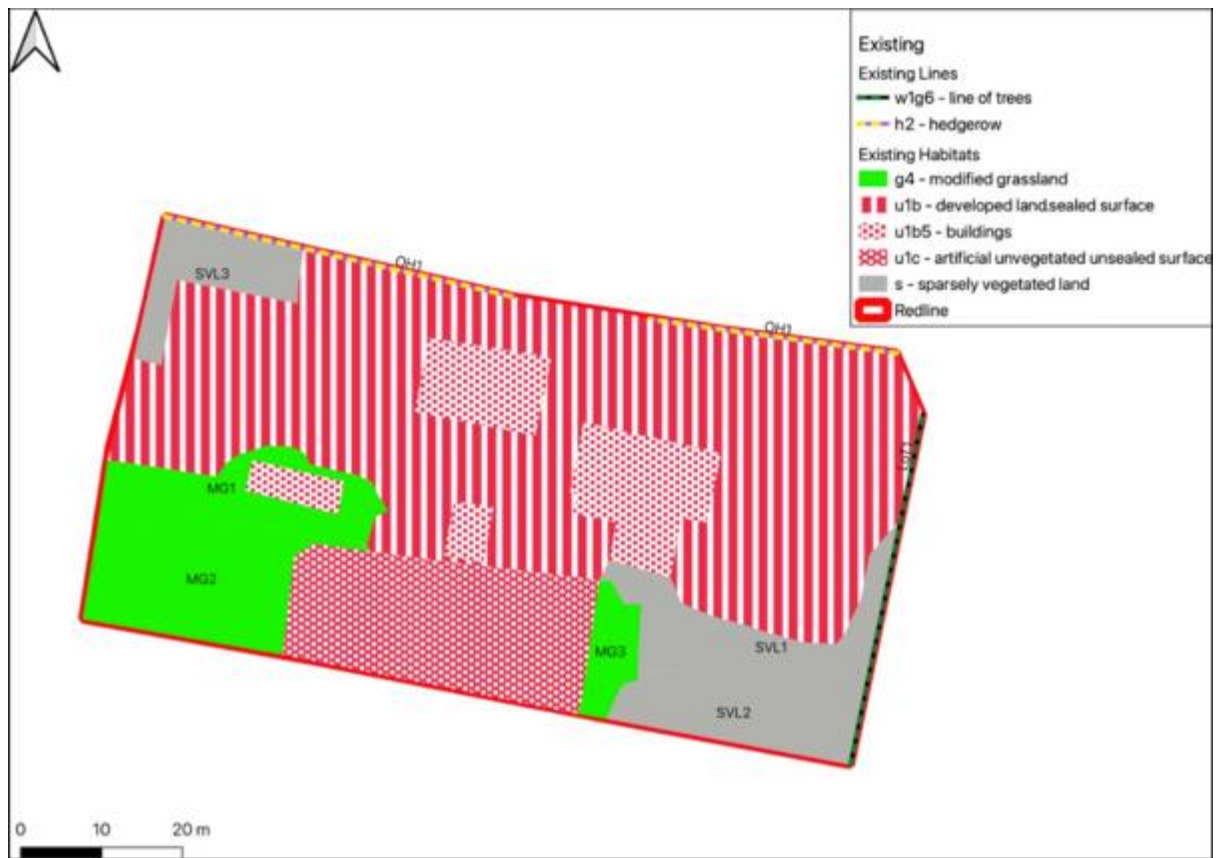 Existing
Existing Lines
w1g6 - line of trees
h2 - hedgerow
Existing Habitats
g4 - modified grassland
u1b - developed land.sealed surface
u1b5 - buildings
u1c - artificial unvegetated unsealed surface
s - sparsely vegetated land
Redline
SVL3
OH1
OH1
LoT1
MG1
MG2
MG3
SVL1
SVL2
0 10 20 m